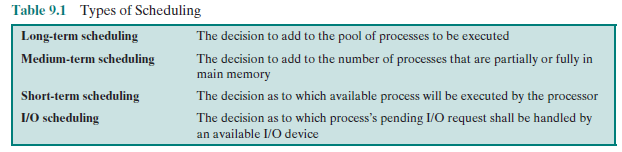 Table 9.1 Types of Scheduling
Long-term scheduling The decision to add to the pool of processes to be executed
Medium-term scheduling The decision to add to the number of processes that are partially or fully in
main memory
Short-term scheduling The decision as to which available process will be executed by the processor
I/O scheduling The decision as to which process's pending I/O request shall be handled by
an available I/O device